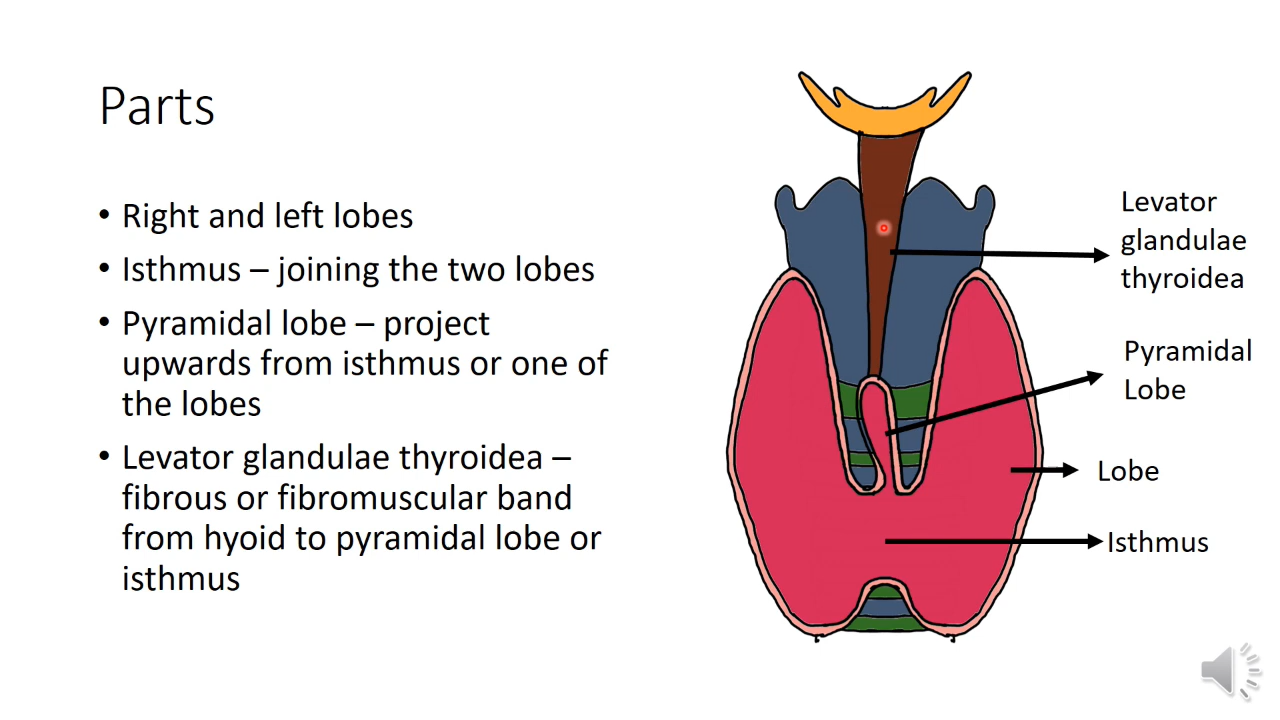 Parts
• Right and left lobes
• Isthmus – joining the two lobes
• Pyramidal lobe – project
upwards from isthmus or one of
the lobes
• Levator glandulae thyroidea –
fibrous or fibromuscular band
from hyoid to pyramidal lobe or
isthmus
Levator
glandulae
thyroidea
Pyramidal
Lobe
Lobe
Isthmus